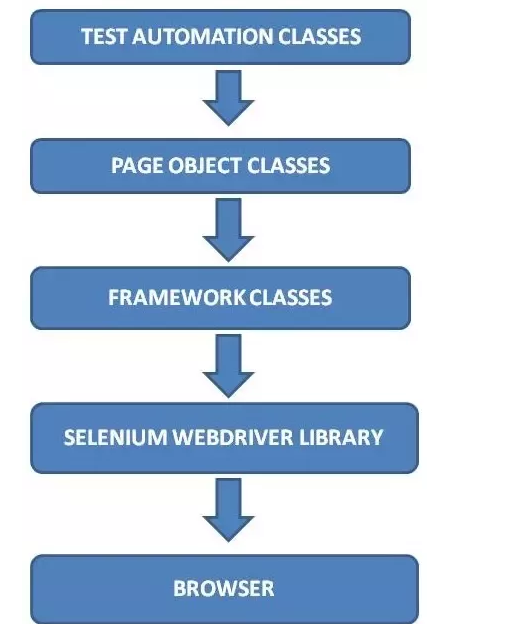 TEST AUTOMATION CLASSES
PAGE OBJECT CLASSES
FRAMEWORK CLASSES
SELENIUM WEBDRIVER LIBRARY
BROWSER